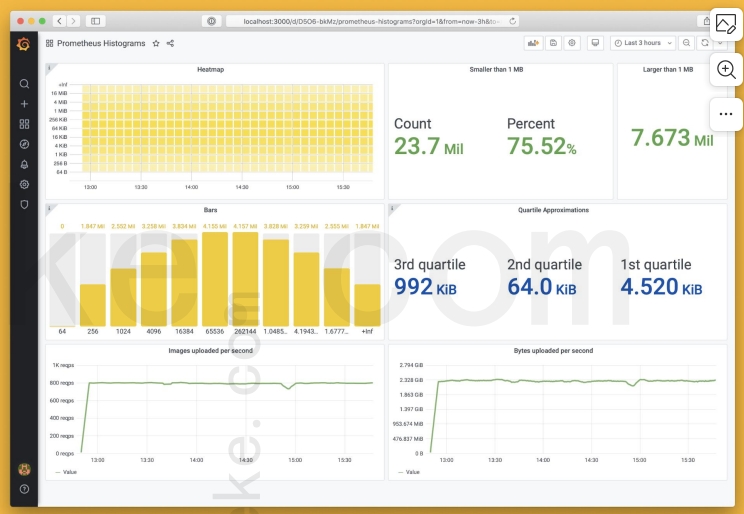 localhost:3000/d/D5O6-bkMz/prometheus-histograms?orgId=1&from=now-3h&to=
Prometheus Histograms
Last 3 hours
Heatmap
+Inf
16 MiB
4 MiB
1 MiB
256 KiB
64 KiB
16 KiB
4 KiB
1 KiB
256 B
64 B
13:00 13:30 14:00 14:30 15:00 15:30
Smaller than 1 MB
Count Percent
23.7 Mil 75.52%
Larger than 1 MB
7.673 Mil
Bars
0 1.847 Mil 2.552 Mil 3.258 Mil 3.834 Mil 4.155 Mil 4.157 Mil 3.828 Mil 3.259 Mil 2.555 Mil 1.847 Mil
64 256 1024 4096 16384 65536 262144 1.0485... 4.1943... 1.6777... +Inf
Quartile Approximations
3rd quartile 2nd quartile 1st quartile
992 KiB 64.0 KiB 4.520 KiB
Images uploaded per second
1K reqps
800 reqps
600 reqps
400 reqps
200 reqps
0 reqps
13:00 13:30 14:00 14:30 15:00 15:30
Value
Bytes uploaded per second
2.794 GiB
2.328 GiB
1.863 GiB
1.397 GiB
953.674 MiB
476.837 MiB
0 B
13:00 13:30 14:00 14:30 15:00 15:30
Value
ke.com
ke.com